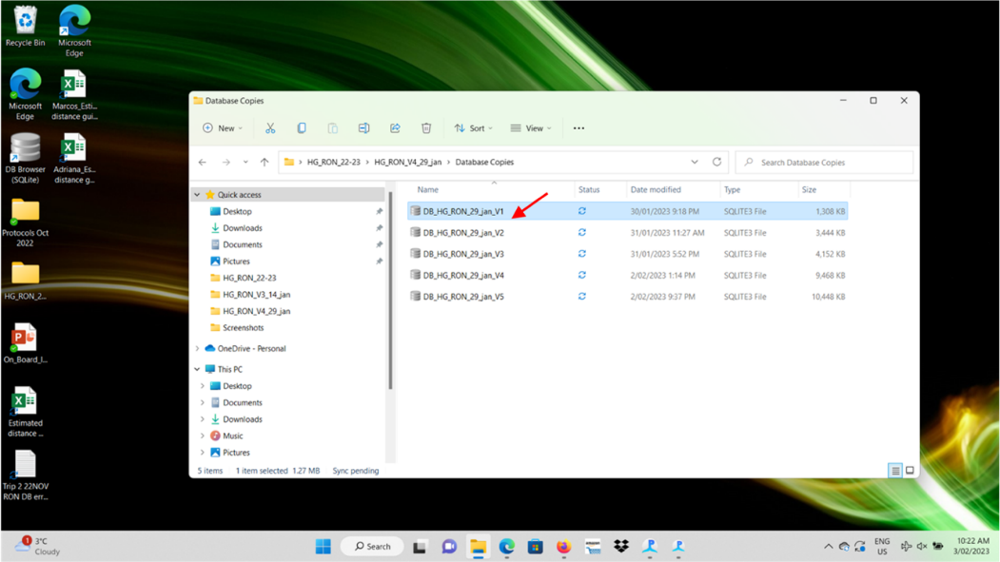 Recycle Bin
Microsoft
Edge
Microsoft
Edge
Marcos_Esti...
distance gui...
DB Browser
(SQLite)
Adriana_Es...
distance g...
Protocols Oct
2022
HG_RON_2...
On_Board_I...
Estimated
distance ...
Trip 2 22NOV
RON DB err...
Database Copies
New
Sort
View
HG_RON_22-23 > HG_RON_V4_29_jan > Database Copies
Search Database Copies
Quick access
Desktop
Downloads
Documents
Pictures
HG_RON_22-23
HG_RON_V3_14_jan
HG_RON_V4_29_jan
Screenshots
OneDrive - Personal
This PC
Desktop
Documents
Downloads
Music
Pictures
Name Status Date modified Type Size
DB_HG_RON_29_jan_V1 30/01/2023 9:18 PM SQLITE3 File 1,308 KB
DB_HG_RON_29_jan_V2 31/01/2023 11:27 AM SQLITE3 File 3,444 KB
DB_HG_RON_29_jan_V3 31/01/2023 5:52 PM SQLITE3 File 4,152 KB
DB_HG_RON_29_jan_V4 2/02/2023 1:14 PM SQLITE3 File 9,468 KB
DB_HG_RON_29_jan_V5 2/02/2023 9:37 PM SQLITE3 File 10,448 KB
5 items 1 item selected 1.27 MB Sync pending
1
3°C
Cloudy
Search
amazon
ENG
US
10:22 AM
3/02/2023